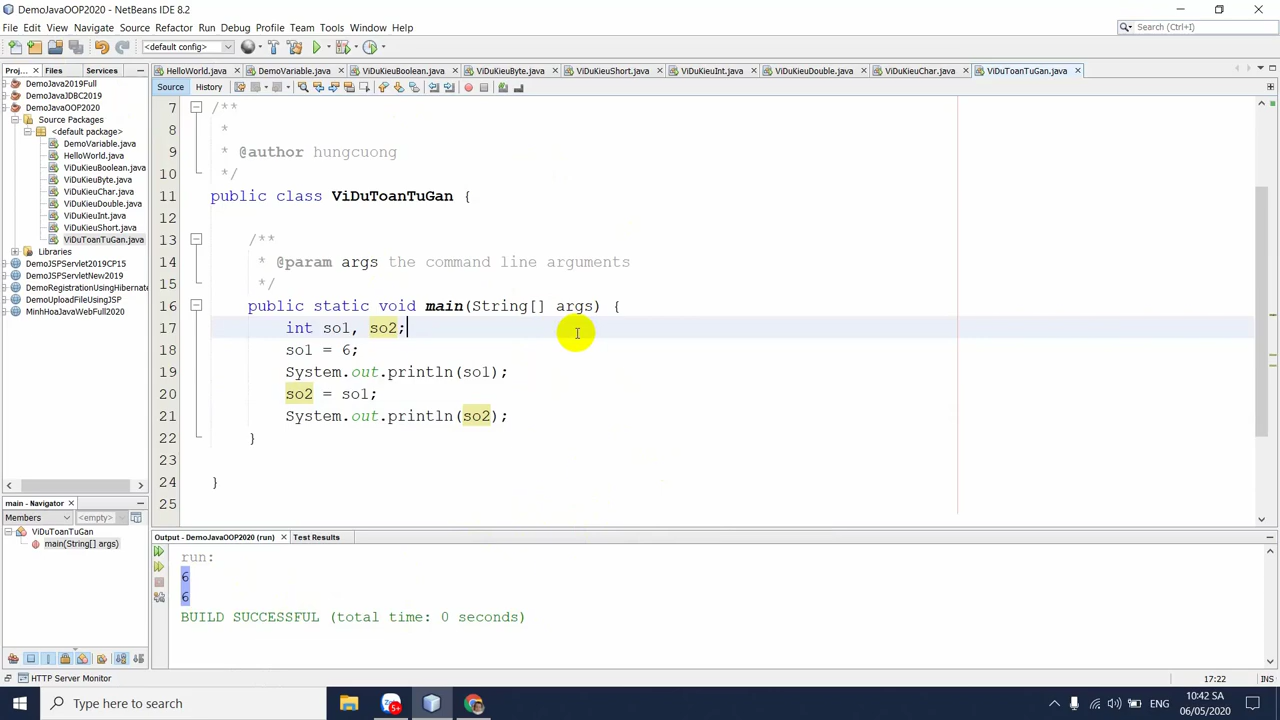 DemoJavaOOP2020 - NetBeans IDE 8.2
File Edit View Navigate Source Refactor Run Debug Profile Team Tools Window Help
Search (Ctrl+I)
<default config>
Proj... Files Services
HelloWorld.java DemoVariable.java ViDuKieuBoolean.java ViDuKieuByte.java ViDuKieuShort.java ViDuKieuDouble.java ViDuKieuChar.java ViDuToanTuGan.java
Source History
DemoJava2019Full
DemoJavaJDBC2019
DemoJavaOOP2020
Source Packages
<default package>
DemoVariable.java
HelloWorld.java
ViDuKieuBoolean.java
ViDuKieuByte.java
ViDuKieuChar.java
ViDuKieuDouble.java
ViDuKieuInt.java
ViDuKieuShort.java
ViDuToanTuGan.java
Libraries
DemoJSPServlet2019CP15
DemoJSPServletNew2019
DemoRegistrationUsingHibernat
DemoUploadFileUsingJSP
MinhHoaJavaWebFull2020
7 /**
8 *
9 * @author hungcuong
10 */
11 public class ViDuToanTuGan {
12
13 /**
14 * @param args the command line arguments
15 */
16 public static void main(String[] args) {
17 int so1, so2;
18 so1 = 6;
19 System.out.println(so1);
20 so2 = so1;
21 System.out.println(so2);
22 }
23
24 }
25
main - Navigator
Members <empty>
ViDuToanTuGan
main(String[] args)
Output - DemoJavaOOP2020 (run) Test Results
run:
6
6
BUILD SUCCESSFUL (total time: 0 seconds)
HTTP Server Monitor
17:22 INS
Type here to search
5+
ENG
10:42 SA
06/05/2020